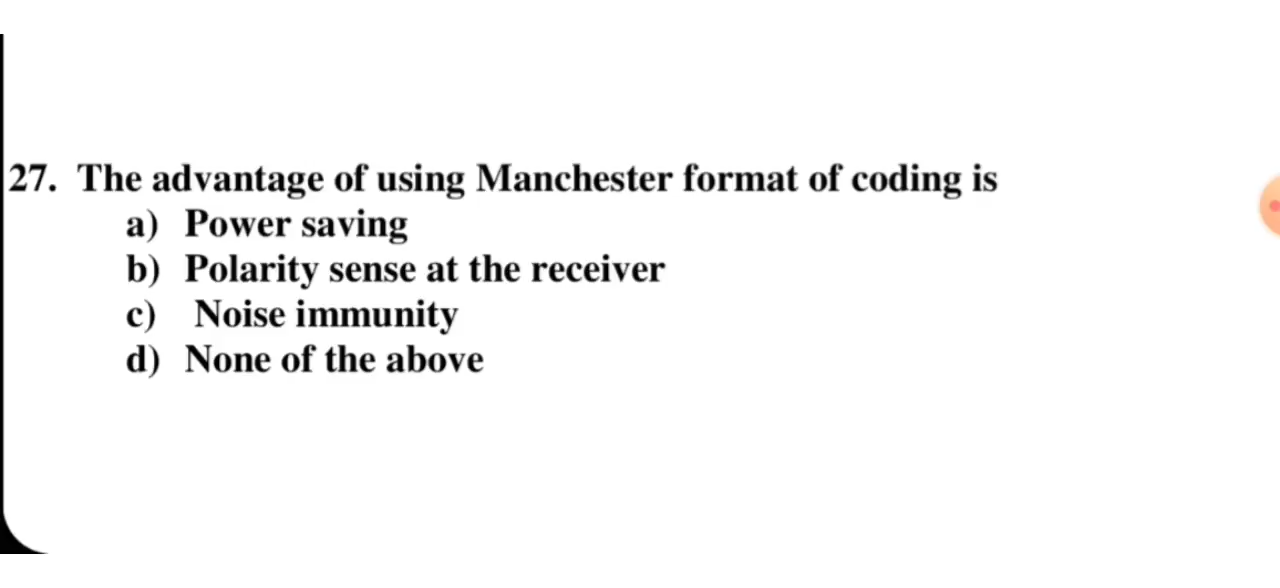 27. The advantage of using Manchester format of coding is
a) Power saving
b) Polarity sense at the receiver
c) Noise immunity
d) None of the above